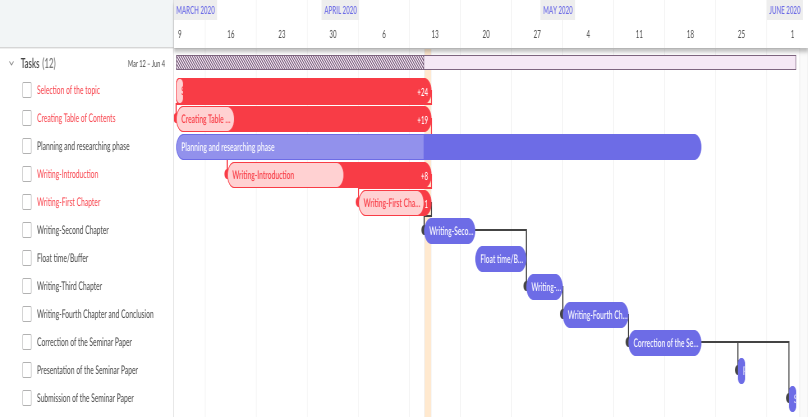 MARCH 2020 APRIL 2020 MAY 2020 JUNE 2020
9 16 23 30 6 13 20 27 4 11 18 25 1
Tasks (12) Mar 12 – Jun 4
Selection of the topic +24
Creating Table of Contents Creating Table ... +19
Planning and researching phase Planning and researching phase
Writing-Introduction Writing-Introduction +8
Writing-First Chapter Writing-First Cha... 1
Writing-Second Chapter Writing-Seco...
Float time/Buffer Float time/B...
Writing-Third Chapter Writing-...
Writing-Fourth Chapter and Conclusion Writing-Fourth Ch...
Correction of the Seminar Paper Correction of the Se...
Presentation of the Seminar Paper
Submission of the Seminar Paper